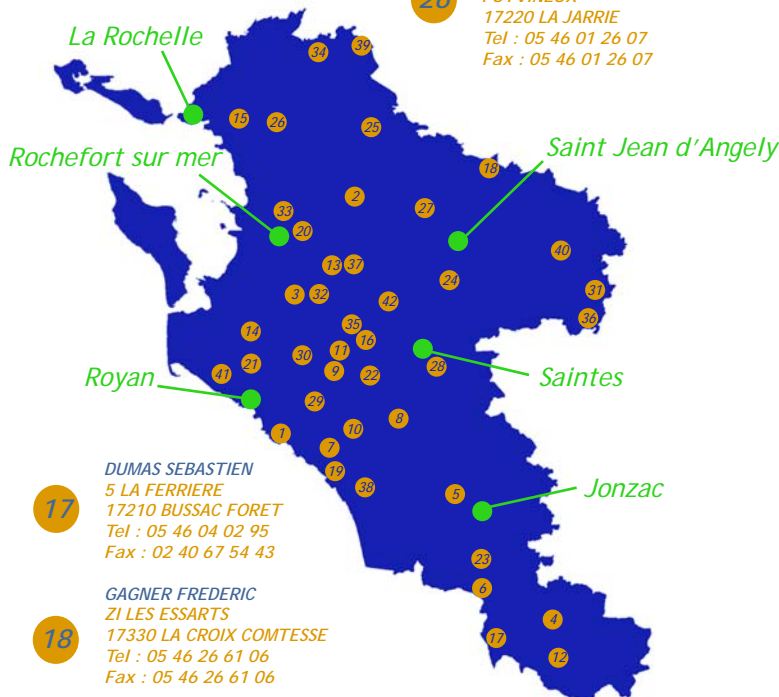 26
17220 LA JARRIE
Tel : 05 46 01 26 07
Fax : 05 46 01 26 07
La Rochelle
34
39
15
26
25
Rochefort sur mer
Saint Jean d'Angely
18
2
27
33
20
40
13
37
24
31
3
32
42
36
35
14
16
11
30
21
9
28
41
22
Royan
Saintes
29
8
10
1
7
19
38
5
Jonzac
23
6
4
17
12
17
DUMAS SEBASTIEN
5 LA FERRIERE
17210 BUSSAC FORET
Tel : 05 46 04 02 95
Fax : 02 40 67 54 43
18
GAGNER FREDERIC
ZI LES ESSARTS
17330 LA CROIX COMTESSE
Tel : 05 46 26 61 06
Fax : 05 46 26 61 06